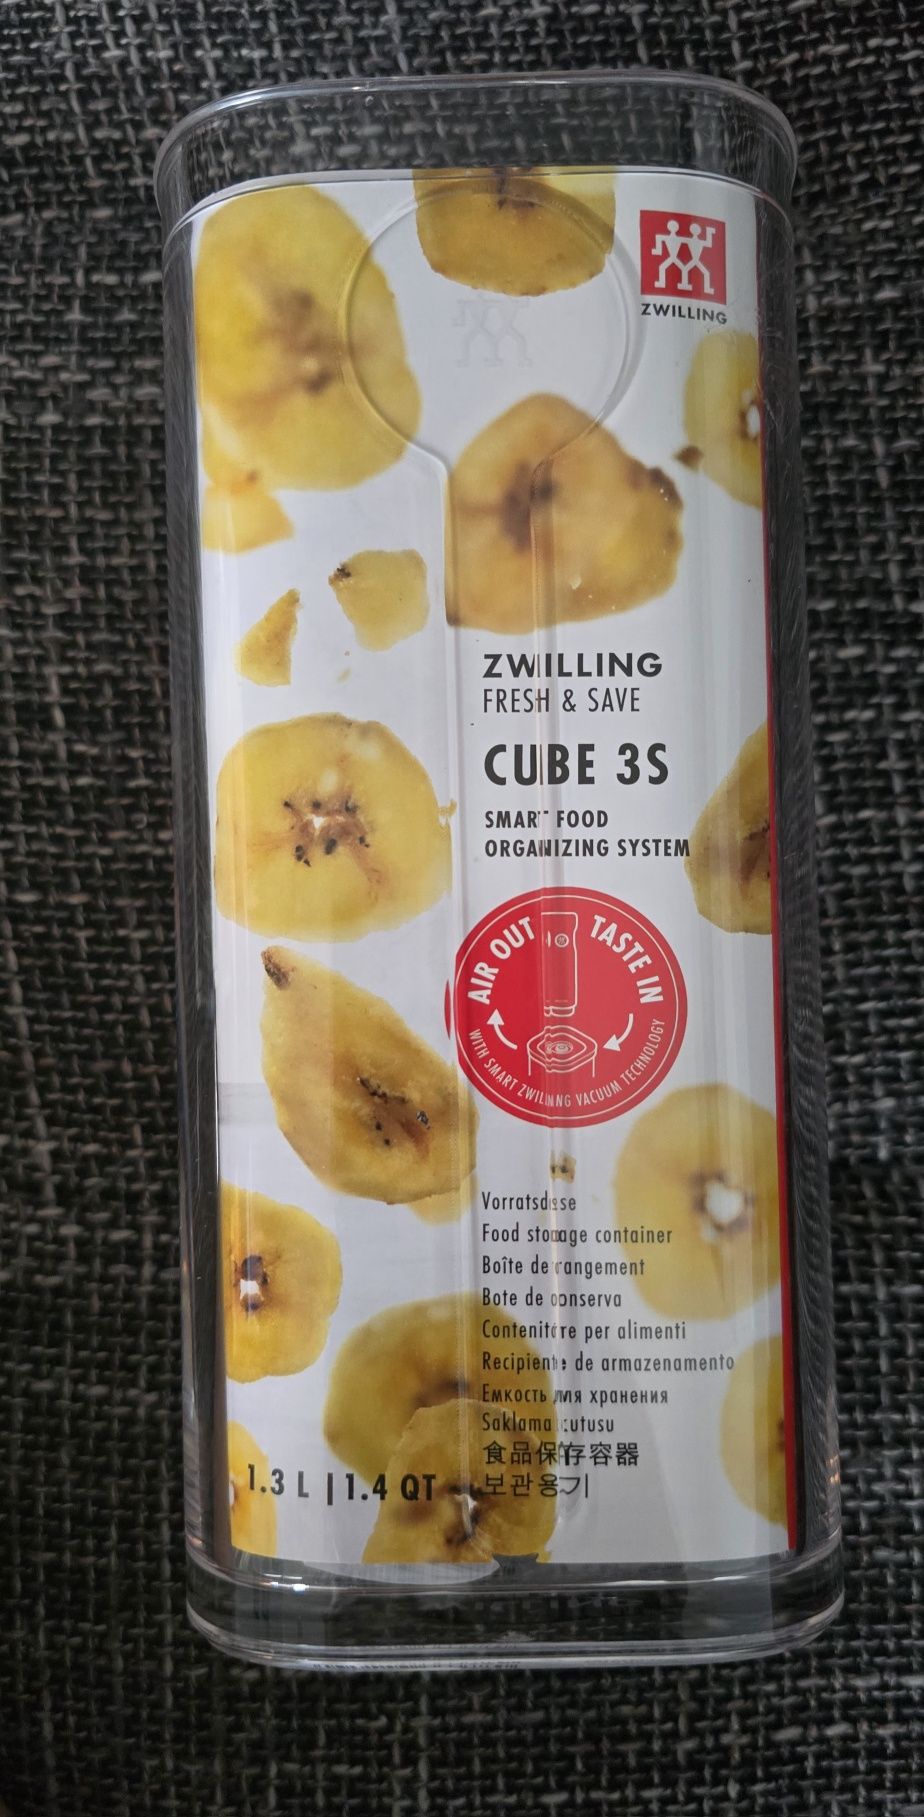 ZWILLING
ZWILLING
FRESH & SAVE
CUBE 3S
SMART FOOD
ORGANIZING SYSTEM
AIR OUT TASTE IN
WITH SMART ZWILLING VACUUM TECHNOLOGY
Vorratsdose
Food storage container
Boîte de rangement
Bote de conserva
Contenitore per alimenti
Recipiente de armazenamento
Емкость для хранения
Saklama kutusu
食品保存容器
보관용기
1.3 L | 1.4 QT